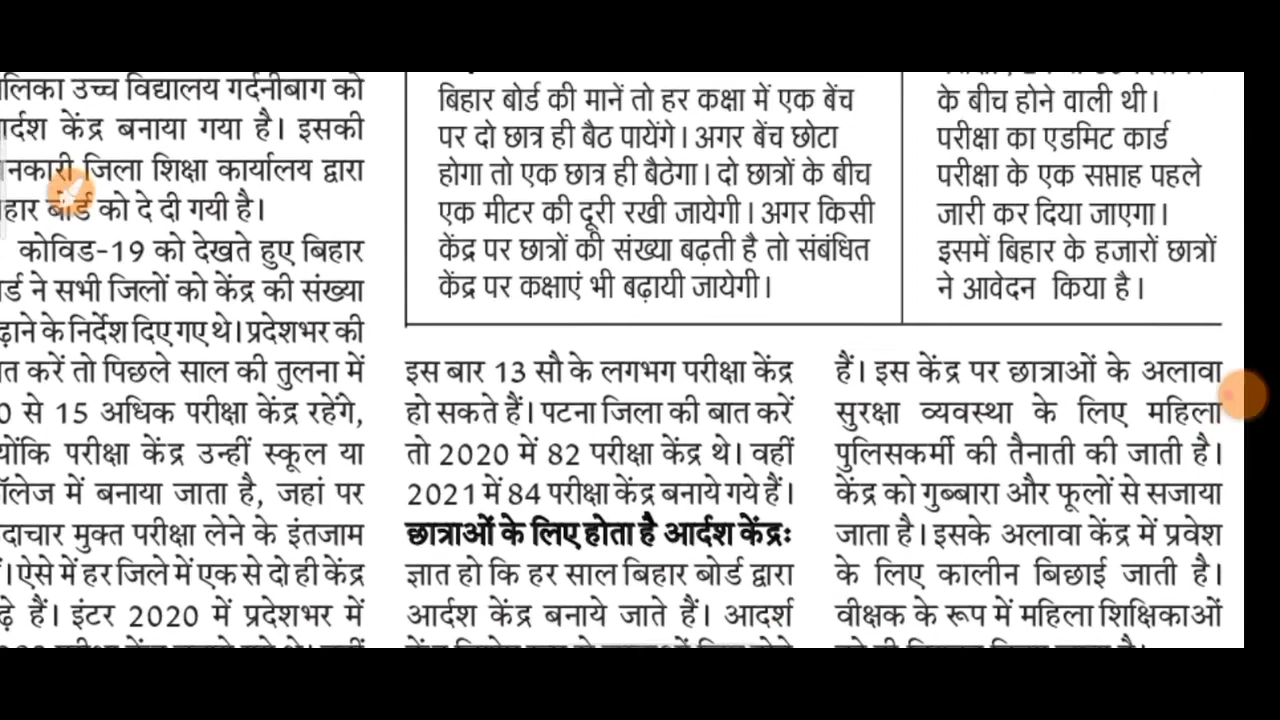 उच्च विद्यालय गर्दनीबाग को
केंद्र बनाया गया है। इसकी
जिला शिक्षा कार्यालय द्वारा
बोर्ड को दे दी गयी है।
कोविड-19 को देखते हुए बिहार
ने सभी जिलों को केंद्र की संख्या
के निर्देश दिए गए थे। प्रदेशभर की
करें तो पिछले साल की तुलना में
से 15 अधिक परीक्षा केंद्र रहेंगे,
परीक्षा केंद्र उन्हीं स्कूल या
में बनाया जाता है, जहां पर
मुक्त परीक्षा लेने के इंतजाम
। ऐसे में हर जिले में एक से दो ही केंद्र
हैं। इंटर 2020 में प्रदेशभर में
बिहार बोर्ड की मानें तो हर कक्षा में एक बेंच
पर दो छात्र ही बैठ पायेंगे। अगर बेंच छोटा
होगा तो एक छात्र ही बैठेगा। दो छात्रों के बीच
एक मीटर की दूरी रखी जायेगी। अगर किसी
केंद्र पर छात्रों की संख्या बढ़ती है तो संबंधित
केंद्र पर कक्षाएं भी बढ़ायी जायेगी।
के बीच होने वाली थी।
परीक्षा का एडमिट कार्ड
परीक्षा के एक सप्ताह पहले
जारी कर दिया जाएगा।
इसमें बिहार के हजारों छात्रों
ने आवेदन किया है।
इस बार 13 सौ के लगभग परीक्षा केंद्र
हो सकते हैं। पटना जिला की बात करें
तो 2020 में 82 परीक्षा केंद्र थे। वहीं
2021 में 84 परीक्षा केंद्र बनाये गये हैं।
छात्राओं के लिए होता है आर्दश केंद्रः
ज्ञात हो कि हर साल बिहार बोर्ड द्वारा
आर्दश केंद्र बनाये जाते हैं। आदर्श
हैं। इस केंद्र पर छात्राओं के अलावा
सुरक्षा व्यवस्था के लिए महिला
पुलिसकर्मी की तैनाती की जाती है।
केंद्र को गुब्बारा और फूलों से सजाया
जाता है। इसके अलावा केंद्र में प्रवेश
के लिए कालीन बिछाई जाती है।
वीक्षक के रूप में महिला शिक्षिकाओं